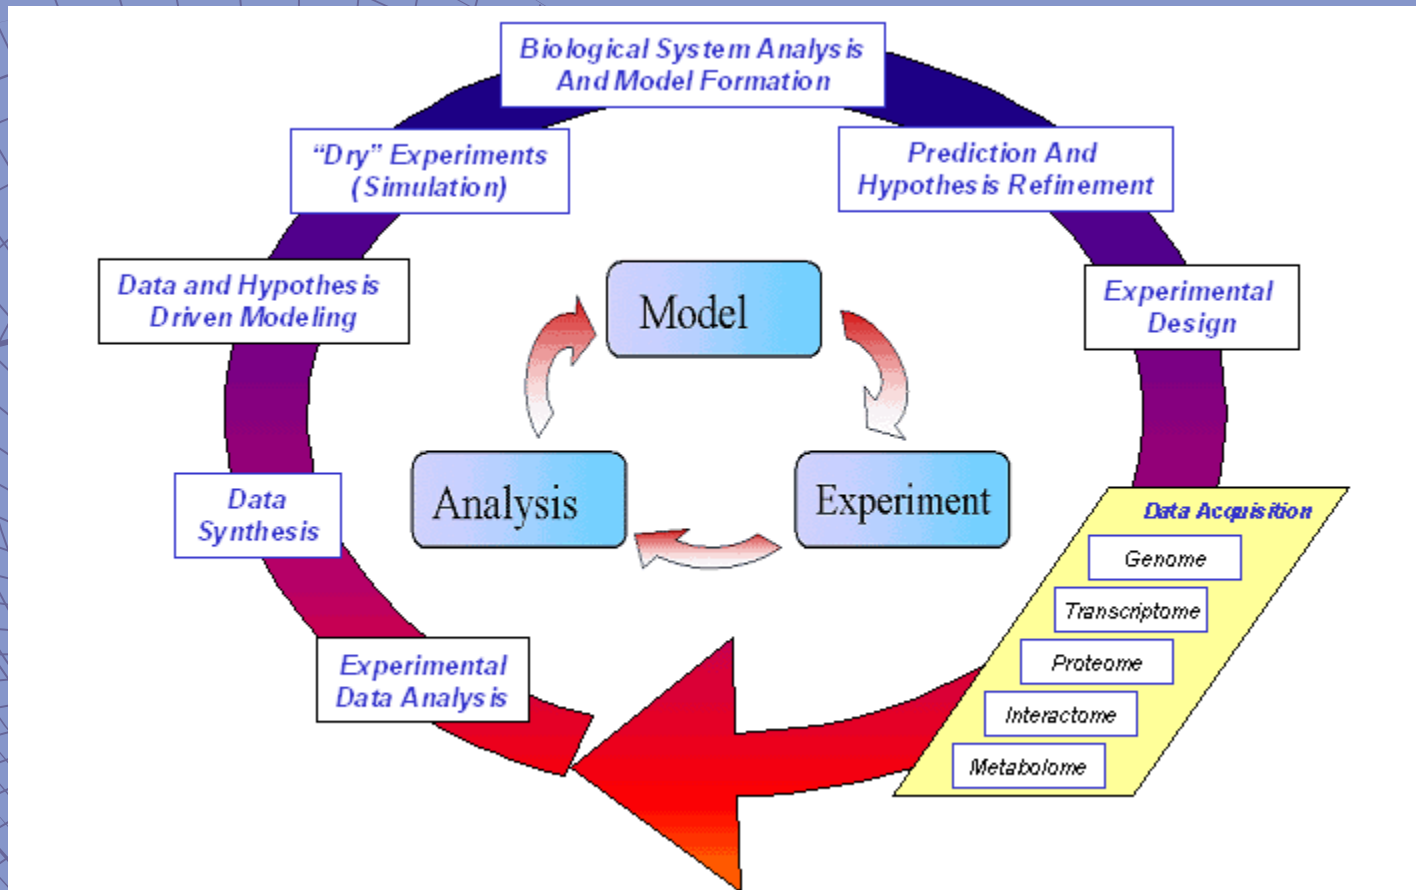 Biological System Analysis
And Model Formation
“Dry” Experiments
(Simulation)
Prediction And
Hypothesis Refinement
Data and Hypothesis
Driven Modeling
Experimental
Design
Model
Analysis
Experiment
Data
Synthesis
Data Acquisition
Genome
Transcriptome
Proteome
Interactome
Metabolome
Experimental
Data Analysis